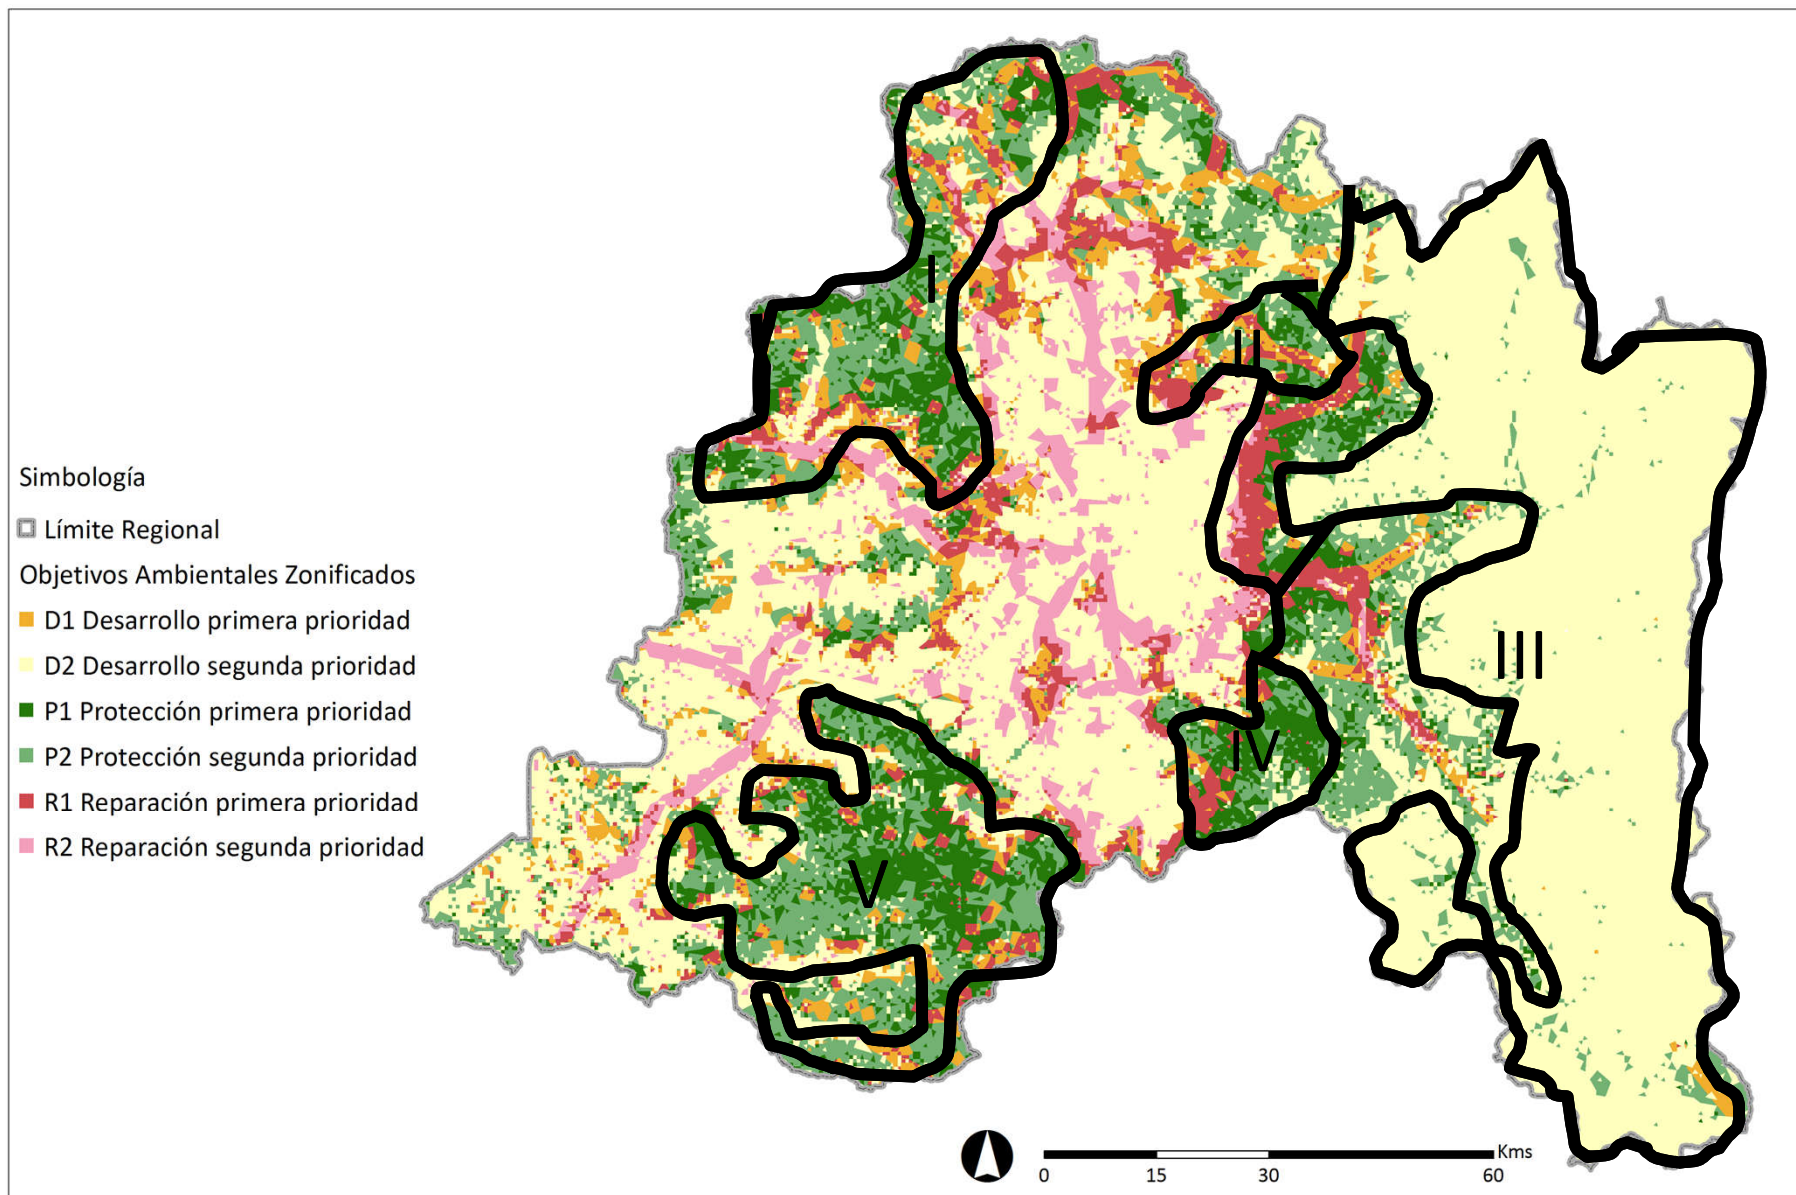 I
II
III
IV
V
Simbología
Límite Regional
Objetivos Ambientales Zonificados
D1 Desarrollo primera prioridad
D2 Desarrollo segunda prioridad
P1 Protección primera prioridad
P2 Protección segunda prioridad
R1 Reparación primera prioridad
R2 Reparación segunda prioridad
Kms
0 15 30 60